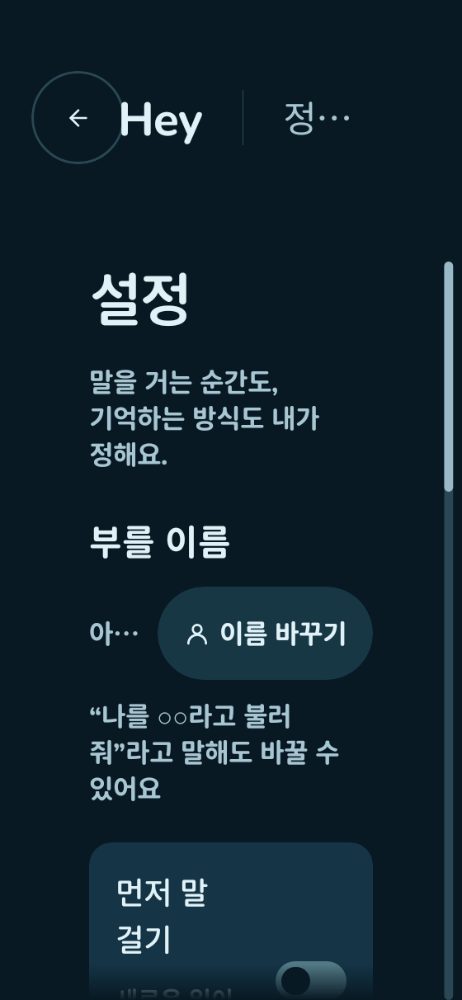 Hey
정…
설정
말을 거는 순간도,
기억하는 방식도 내가
정해요.
부를 이름
아…
이름 바꾸기
“나를 ○○라고 불러
줘”라고 말해도 바꿀 수
있어요
먼저 말
걸기